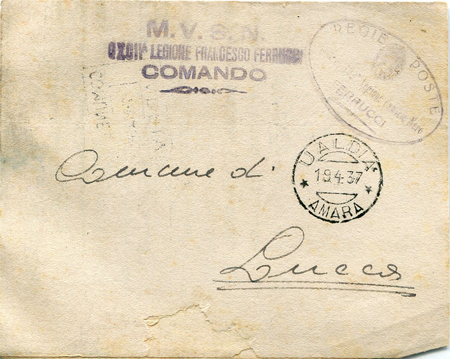 M.V.S.N.
LEGIONE FRANCESCO FERRUCCI
COMANDO
REGIE POSTE
FERRUCCI
UALDIA
19.4.37
AMARA
Comune di
Lucca